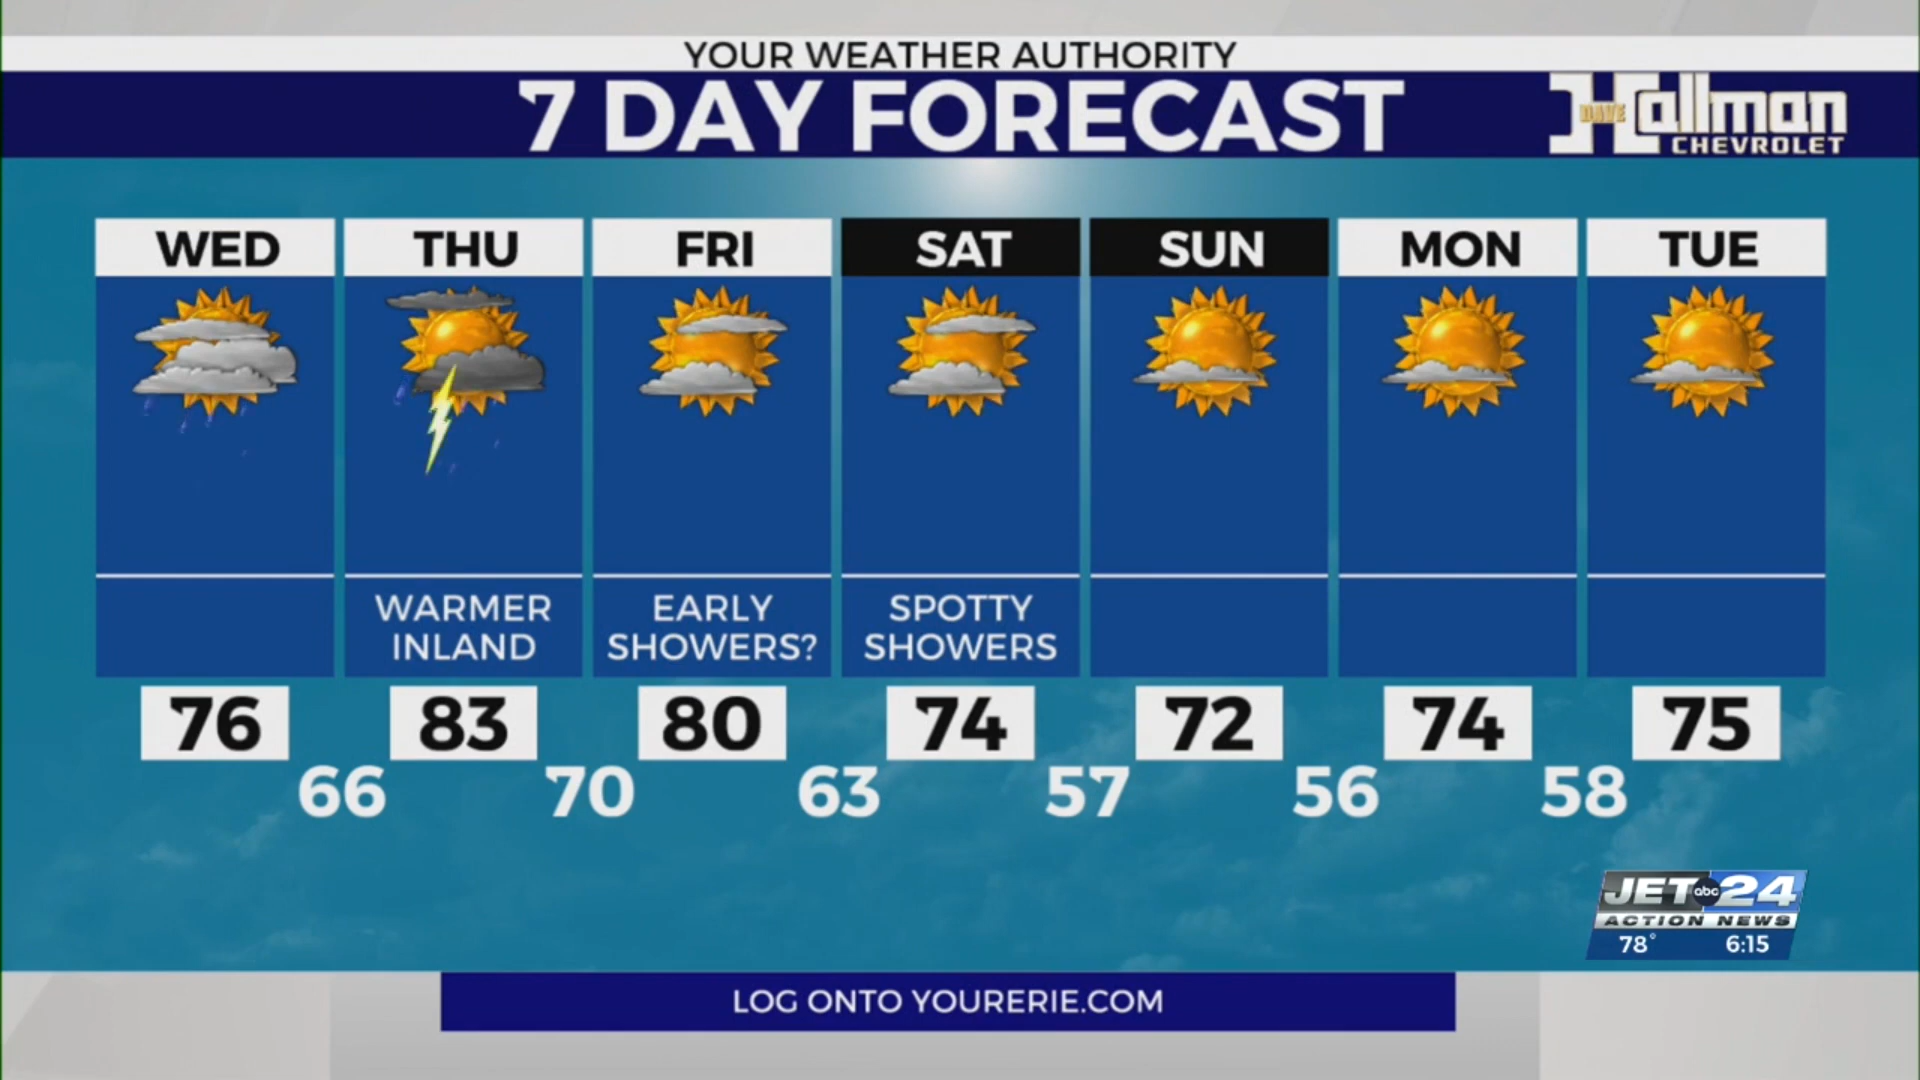 YOUR WEATHER AUTHORITY
7 DAY FORECAST
DAVE Hallman
CHEVROLET
WED THU FRI SAT SUN MON TUE
WARMER INLAND
EARLY SHOWERS?
SPOTTY SHOWERS
76 83 80 74 72 74 75
66 70 63 57 56 58
JET abc 24
ACTION NEWS
78° 6:15
LOG ONTO YOURERIE.COM